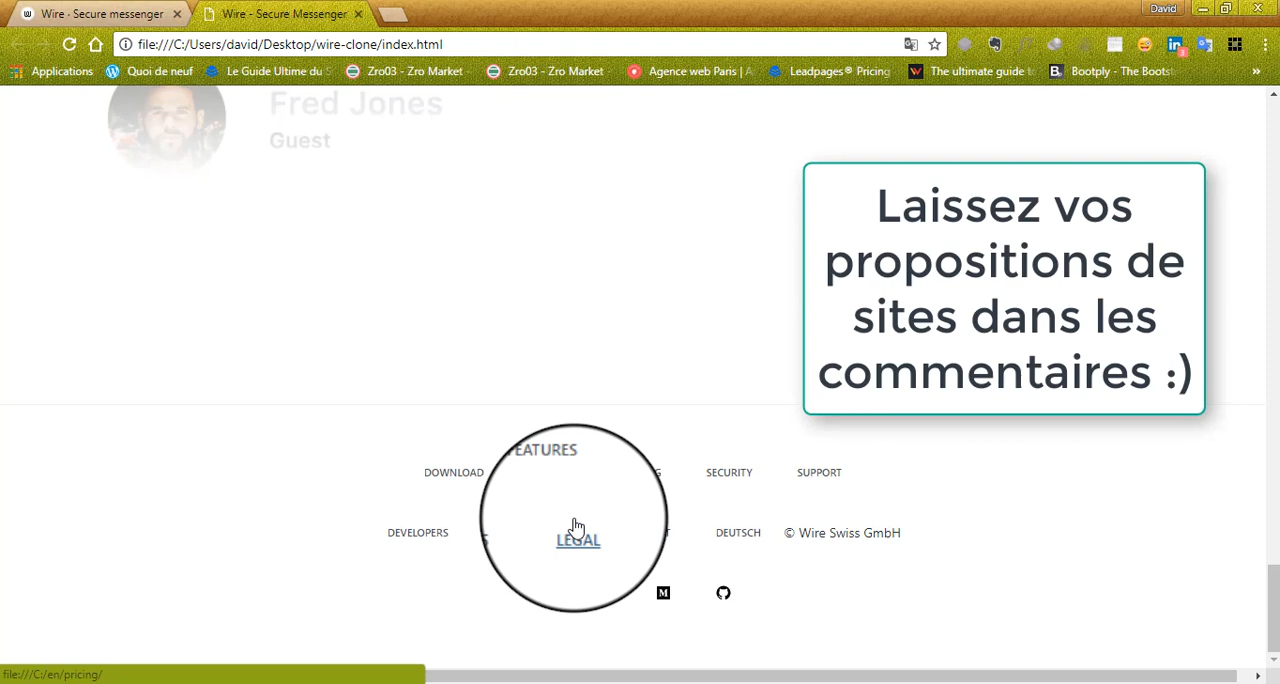 Wire · Secure messenger
Wire - Secure Messenger
David
file:///C:/Users/david/Desktop/wire-clone/index.html
Applications
Quoi de neuf
Le Guide Ultime du
Zro03 - Zro Market
Zro03 - Zro Market
Agence web Paris |
Leadpages® Pricing
The ultimate guide
Bootply - The Boots
Fred Jones
Guest
Laissez vos
propositions de
sites dans les
commentaires :)
FEATURES
DOWNLOAD
SECURITY
SUPPORT
DEVELOPERS
LEGAL
DEUTSCH
© Wire Swiss GmbH
M
file:///C:/en/pricing/